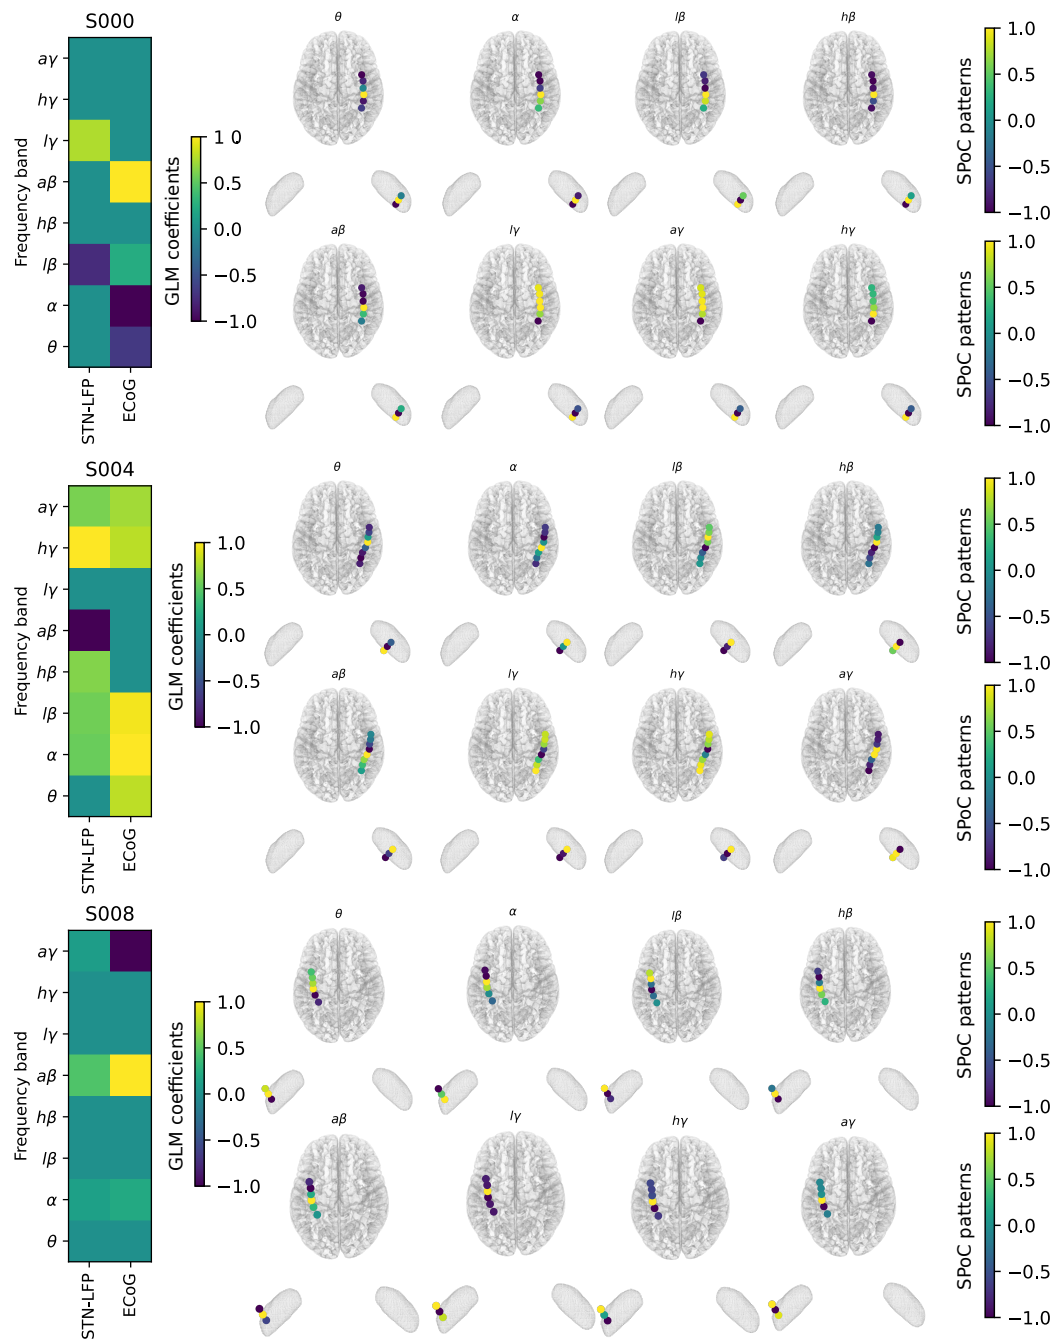 S000
Frequency band
aγ
hγ
lγ
aβ
hβ
lβ
α
θ
STN-LFP
ECoG
GLM coefficients
1 0
0.5
0.0
−0.5
−1.0
θ
α
lβ
hβ
aβ
lγ
aγ
hγ
SPoC patterns
1.0
0.5
0.0
−0.5
−1.0
SPoC patterns
1.0
0.5
0.0
−0.5
−1.0
S004
Frequency band
aγ
hγ
lγ
aβ
hβ
lβ
α
θ
STN-LFP
ECoG
GLM coefficients
1.0
0.5
0.0
−0.5
−1.0
θ
α
lβ
hβ
aβ
lγ
hγ
aγ
SPoC patterns
1.0
0.5
0.0
−0.5
−1.0
SPoC patterns
1.0
0.5
0.0
−0.5
−1.0
S008
Frequency band
aγ
hγ
lγ
aβ
hβ
lβ
α
θ
STN-LFP
ECoG
GLM coefficients
1.0
0.5
0.0
−0.5
−1.0
θ
α
lβ
hβ
aβ
lγ
hγ
aγ
SPoC patterns
1.0
0.5
0.0
−0.5
−1.0
SPoC patterns
1.0
0.5
0.0
−0.5
−1.0